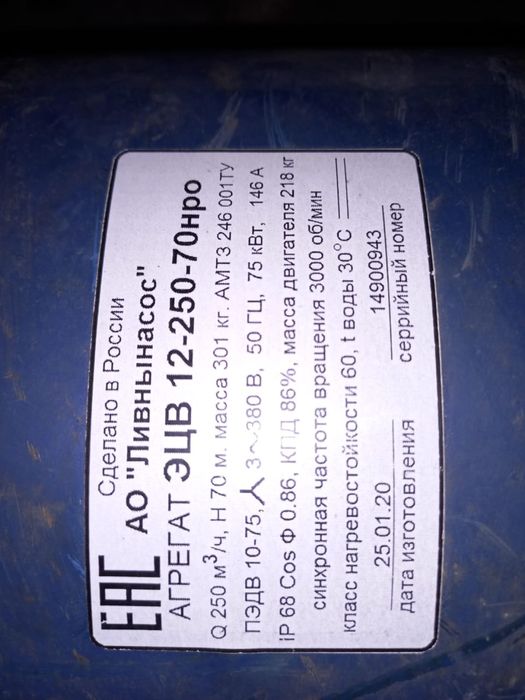 Сделано в России
EAC АО "Ливнынасос"
АГРЕГАТ ЭЦВ 12-250-70нро
Q 250 м³/ч, Н 70 м. масса 301 кг. АМТ3 246 001ТУ
ПЭДВ 10-75, 3~380 В, 50 ГЦ, 75 кВт, 146 А
iP 68 Cos Ф 0.86, КПД 86%, масса двигателя 218 кг
синхронная частота вращения 3000 об/мин
класс нагревостойкости 60, t воды 30°С
25.01.20 14900943
дата изготовления серрийный номер